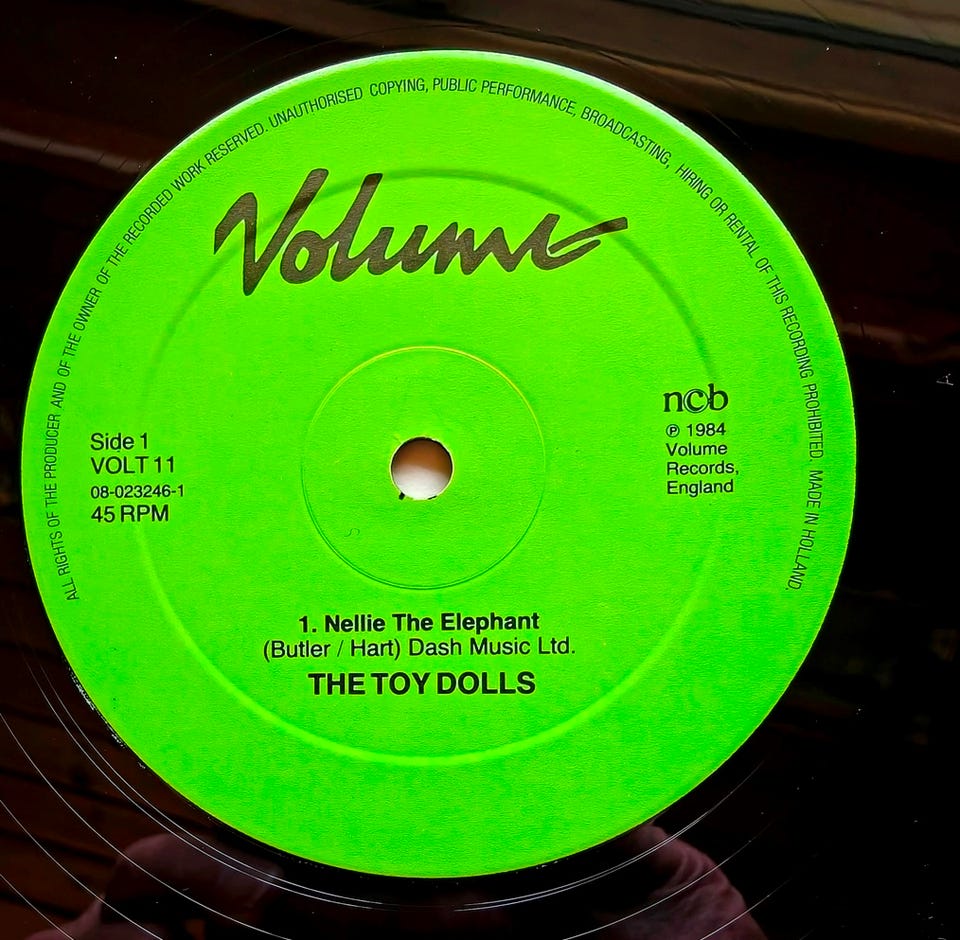 ALL RIGHTS OF THE PRODUCER AND OF THE OWNER OF THE RECORDED WORK RESERVED. UNAUTHORISED COPYING, PUBLIC PERFORMANCE, BROADCASTING, HIRING OR RENTAL OF THIS RECORDING PROHIBITED. MADE IN HOLLAND.
Volume
Side 1
VOLT 11
08-023246-1
45 RPM
ncb
℗ 1984
Volume
Records,
England
1. Nellie The Elephant
(Butler / Hart) Dash Music Ltd.
THE TOY DOLLS